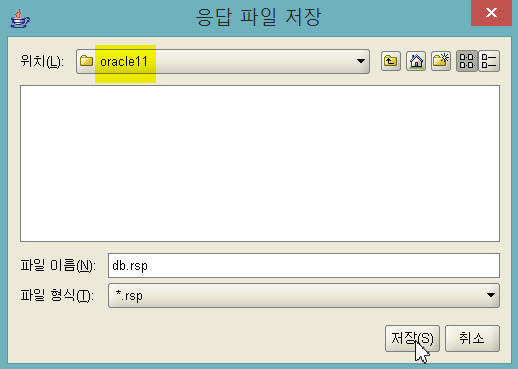 응답 파일 저장
위치(L): oracle11
파일 이름(N): db.rsp
파일 형식(T): *.rsp
저장(S) 취소